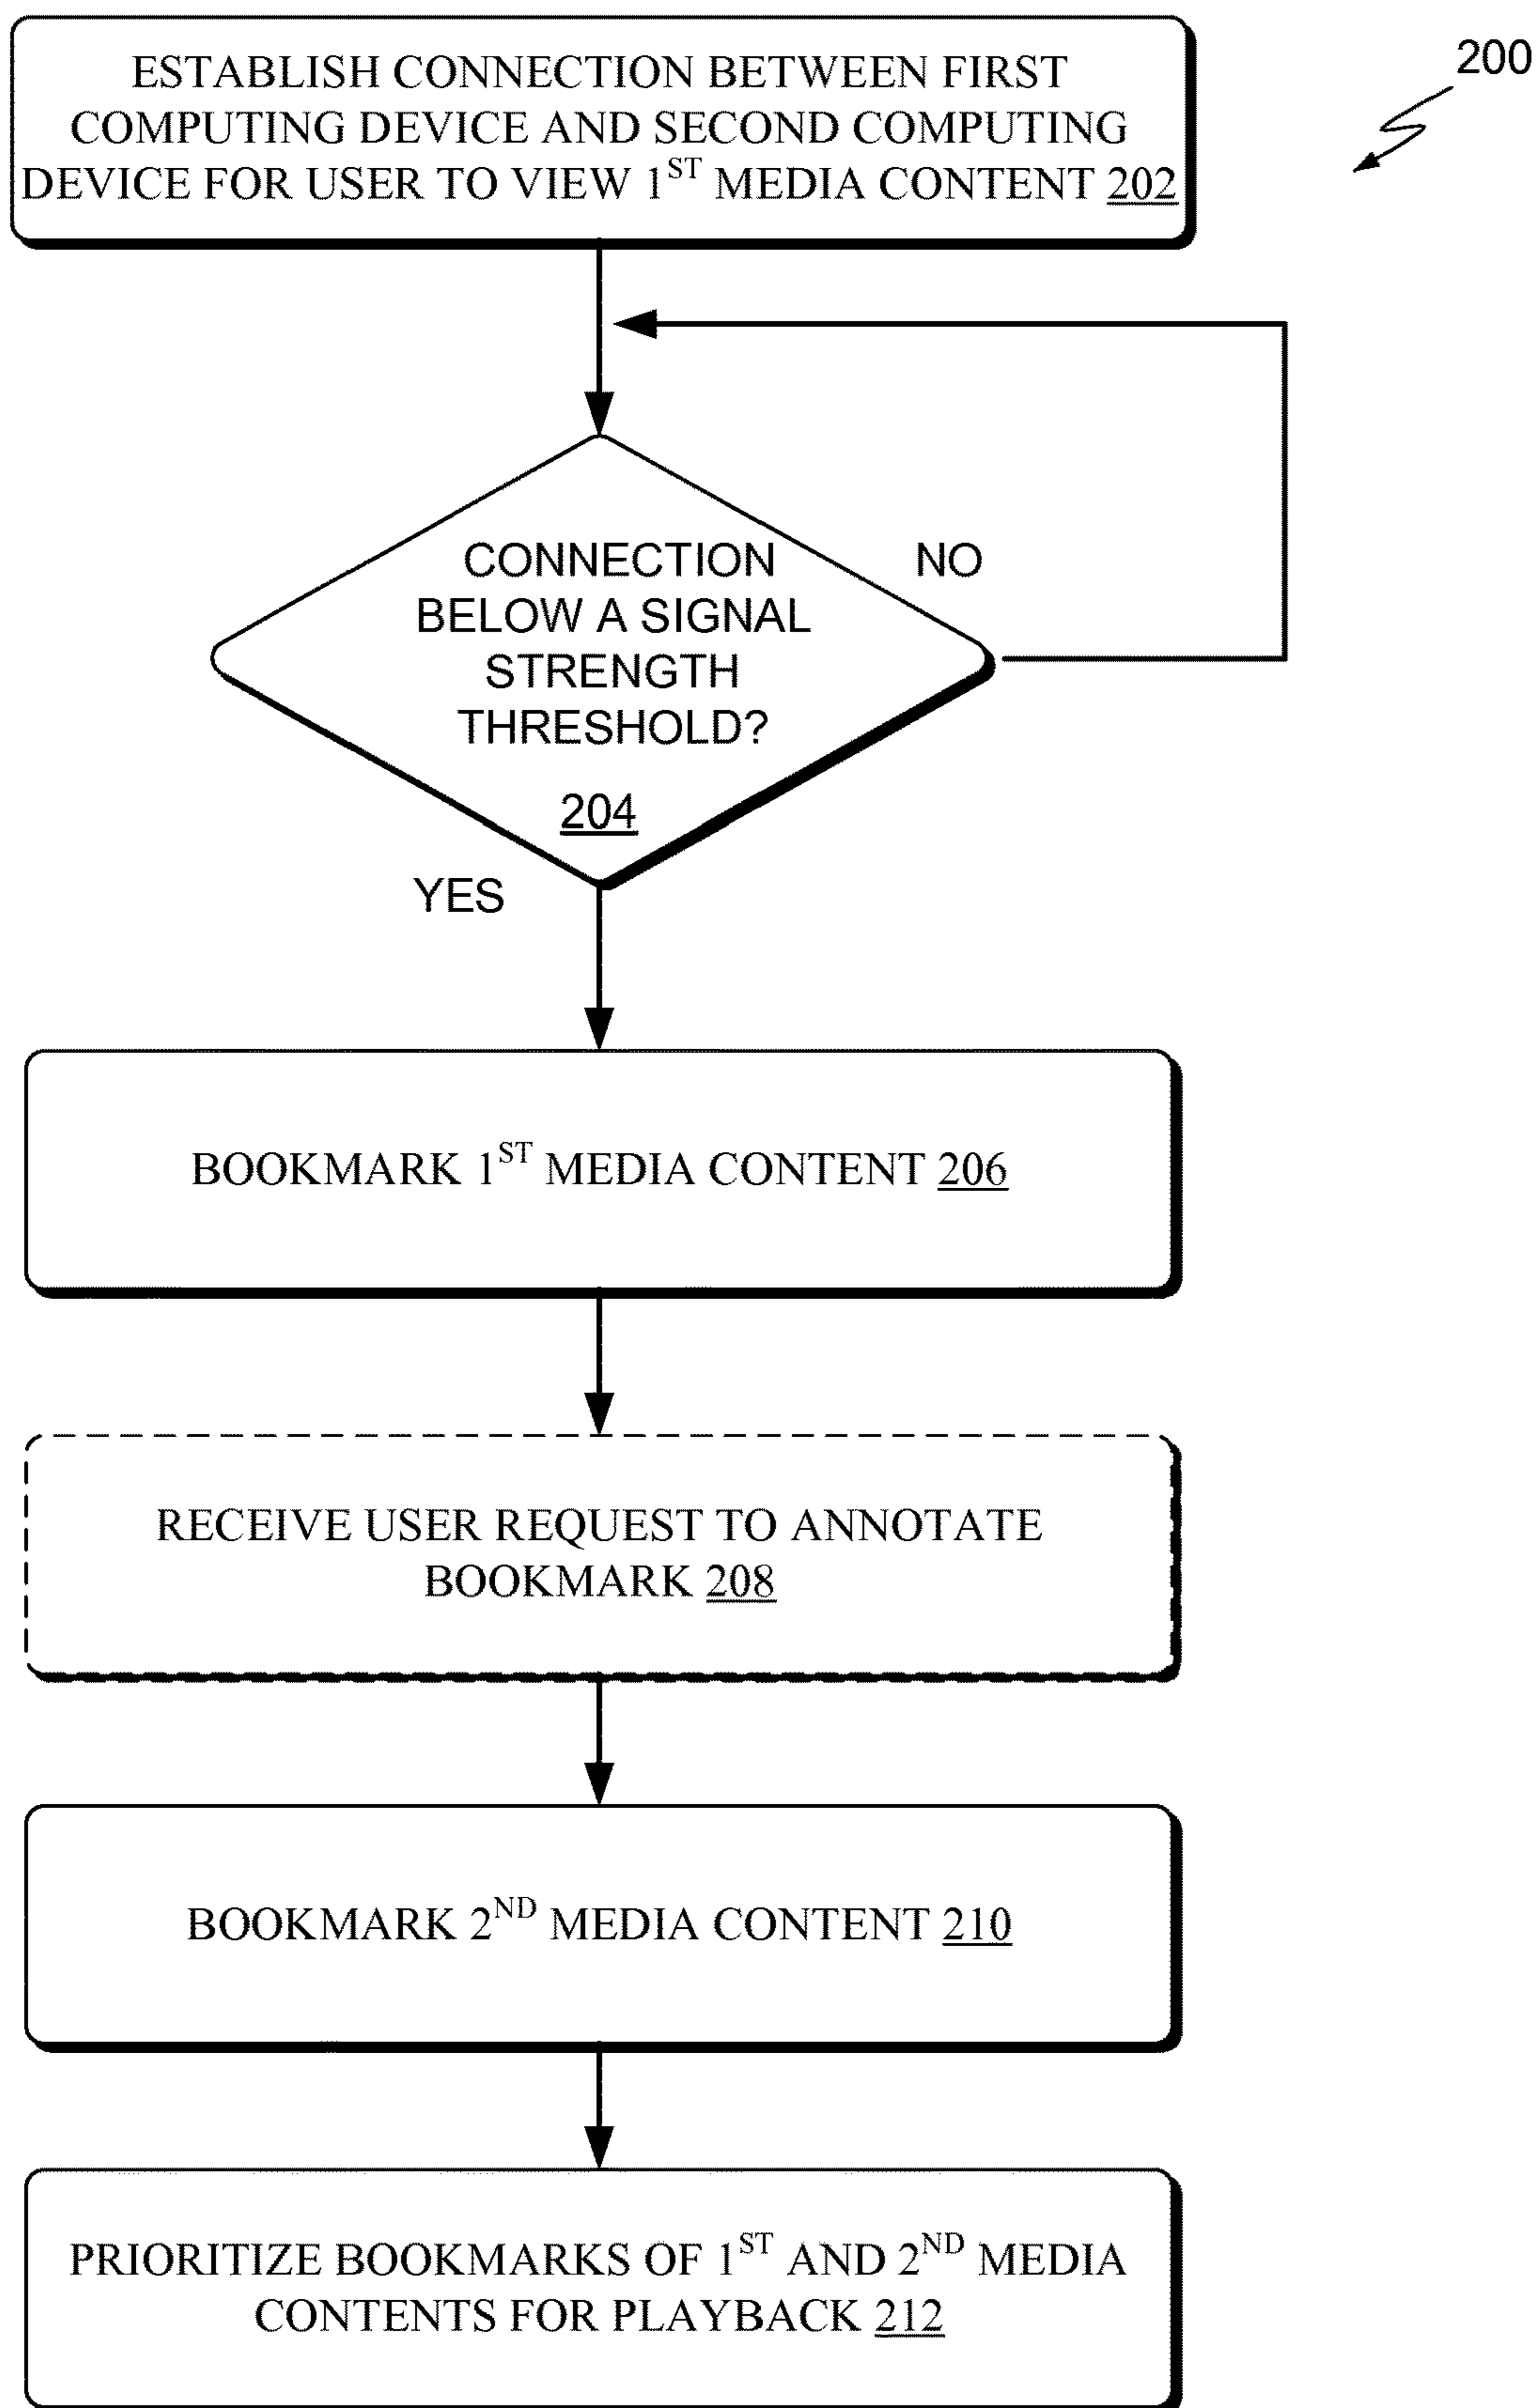 200
ESTABLISH CONNECTION BETWEEN FIRST
COMPUTING DEVICE AND SECOND COMPUTING
DEVICE FOR USER TO VIEW 1ST MEDIA CONTENT 202
CONNECTION
BELOW A SIGNAL
STRENGTH
THRESHOLD?
204
NO
YES
BOOKMARK 1ST MEDIA CONTENT 206
RECEIVE USER REQUEST TO ANNOTATE
BOOKMARK 208
BOOKMARK 2ND MEDIA CONTENT 210
PRIORITIZE BOOKMARKS OF 1ST AND 2ND MEDIA
CONTENTS FOR PLAYBACK 212